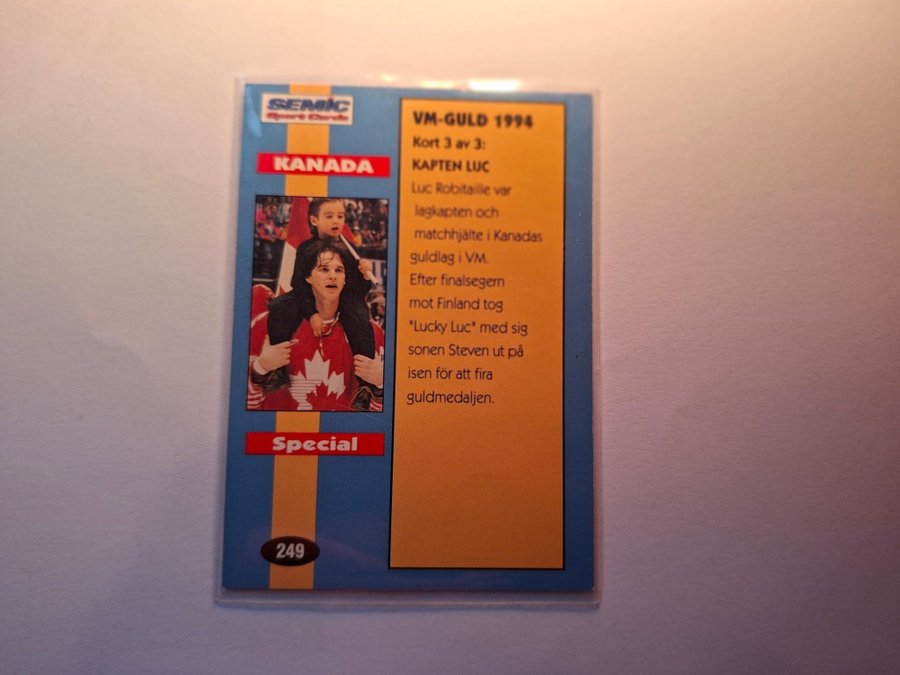 SEMIC
Sport Cards
KANADA
Special
249
VM-GULD 1994
Kort 3 av 3:
KAPTEN LUC
Luc Robitaille var
lagkapten och
matchhjälte i Kanadas
guldlag i VM.
Efter finalsegern
mot Finland tog
"Lucky Luc" med sig
sonen Steven ut på
isen för att fira
guldmedaljen.